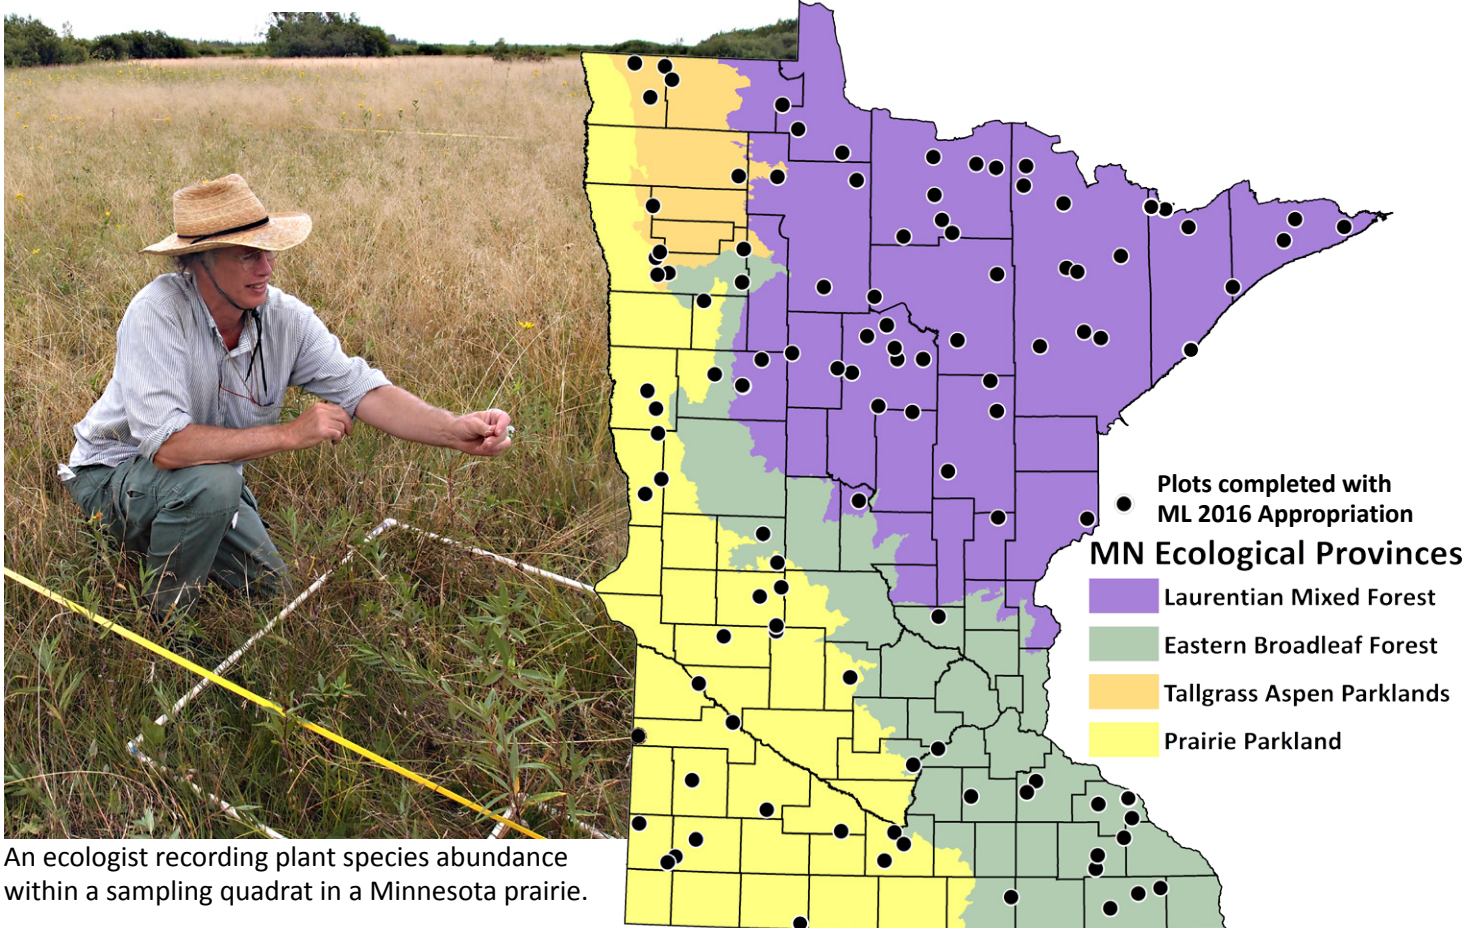 Plots completed with
ML 2016 Appropriation
MN Ecological Provinces
Laurentian Mixed Forest
Eastern Broadleaf Forest
Tallgrass Aspen Parklands
Prairie Parkland
An ecologist recording plant species abundance
within a sampling quadrat in a Minnesota prairie.